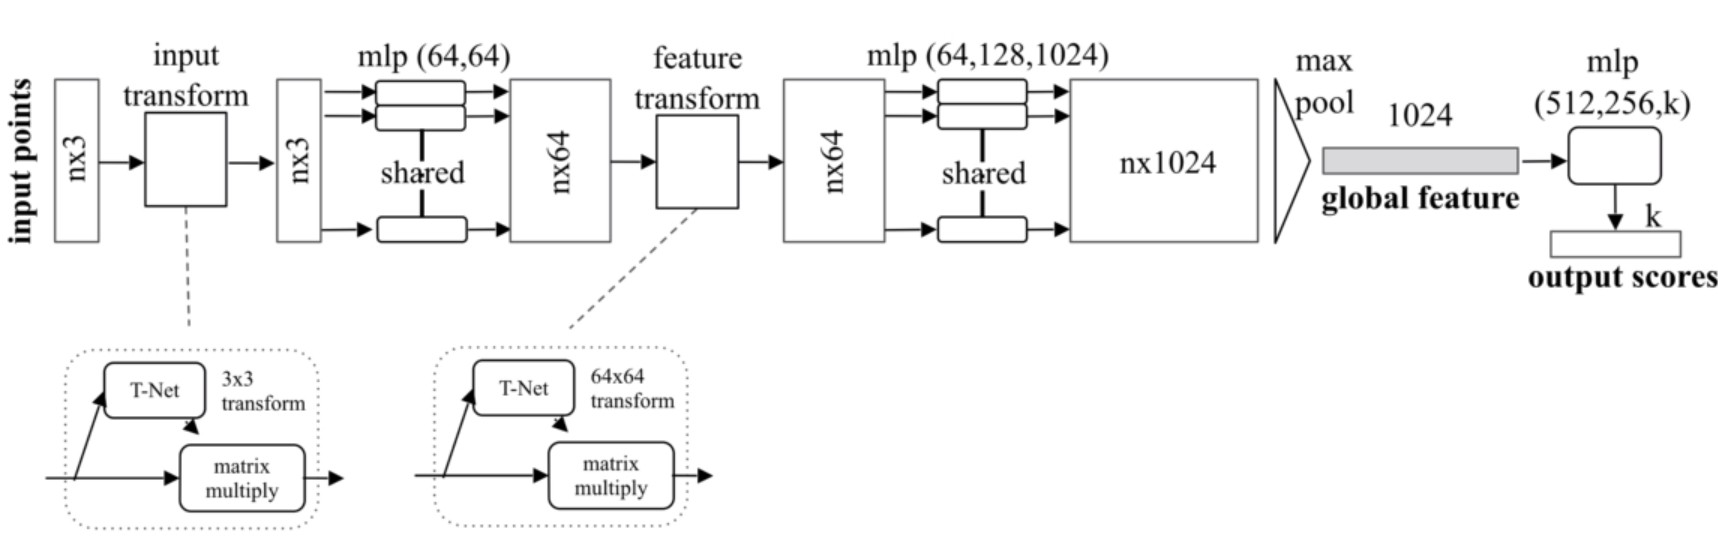 input points
nx3
input
transform
nx3
mlp (64,64)
shared
nx64
feature
transform
nx64
mlp (64,128,1024)
shared
nx1024
max
pool
1024
global feature
mlp
(512,256,k)
k
output scores
T-Net
3x3
transform
matrix
multiply
T-Net
64x64
transform
matrix
multiply